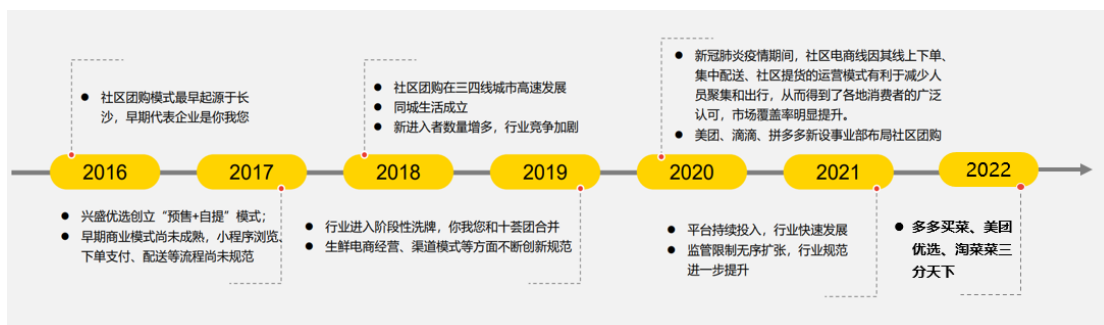 社区团购模式最早起源于长
沙，早期代表企业是你我您
社区团购在三四线城市高速发展
同城生活成立
新进入者数量增多，行业竞争加剧
新冠肺炎疫情期间，社区电商线因其线上下单、
集中配送、社区提货的运营模式有利于减少人
员聚集和出行，从而得到了各地消费者的广泛
认可，市场覆盖率明显提升。
美团、滴滴、拼多多新设事业部布局社区团购
2016
2017
2018
2019
2020
2021
2022
兴盛优选创立“预售+自提”模式；
早期商业模式尚未成熟，小程序浏览、
下单支付、配送等流程尚未规范
行业进入阶段性洗牌，你我您和十荟团合并
生鲜电商经营、渠道模式等方面不断创新规范
平台持续投入，行业快速发展
监管限制无序扩张，行业规范
进一步提升
多多买菜、美团
优选、淘菜菜三
分天下